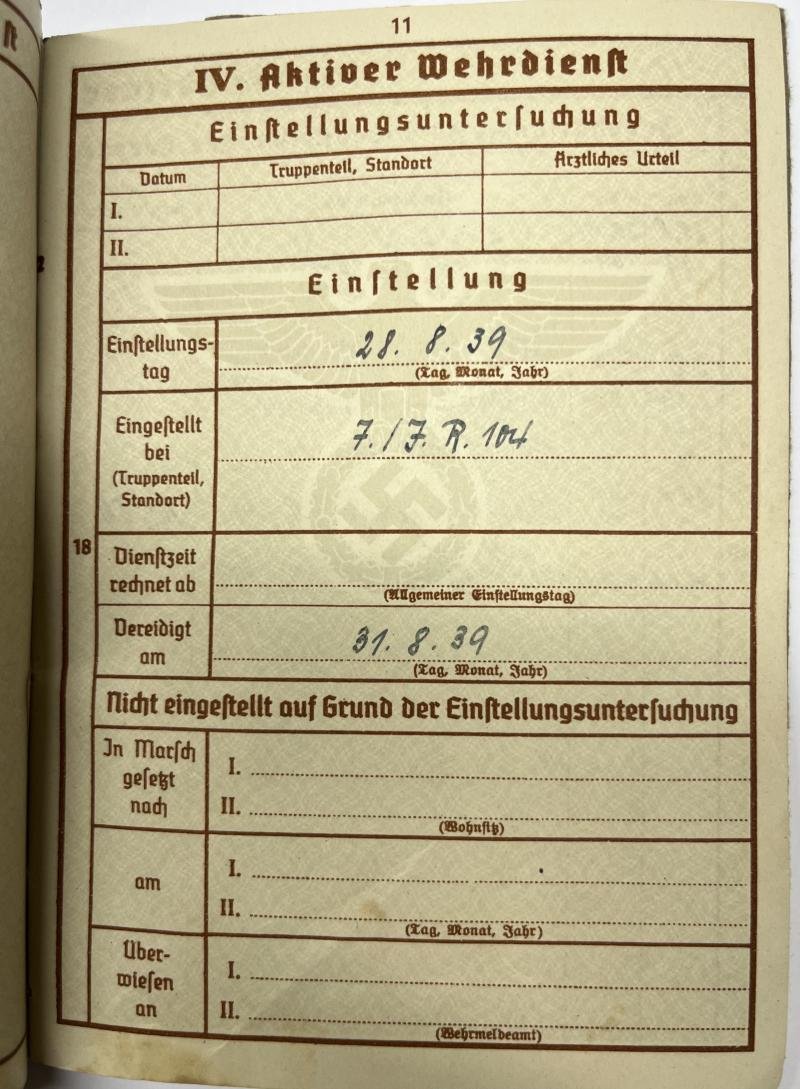 11
IV. Aktiver Wehrdienst
Einstellungsuntersuchung
Datum Truppenteil, Standort Ärztliches Urteil
I.
II.
Einstellung
Einstellungs-
tag
28. 8. 39
(Tag, Monat, Jahr)
Eingestellt
bei
(Truppenteil,
Standort)
7./J. R. 104
18
Dienstzeit
rechnet ab
(Allgemeiner Einstellungstag)
Vereidigt
am
31. 8. 39
(Tag, Monat, Jahr)
Nicht eingestellt auf Grund der Einstellungsuntersuchung
In Marsch
gesetzt
nach
I.
II.
(Wohnsitz)
am
I.
II.
(Tag, Monat, Jahr)
Über-
wiesen
an
I.
II.
(Wehrmeldeamt)